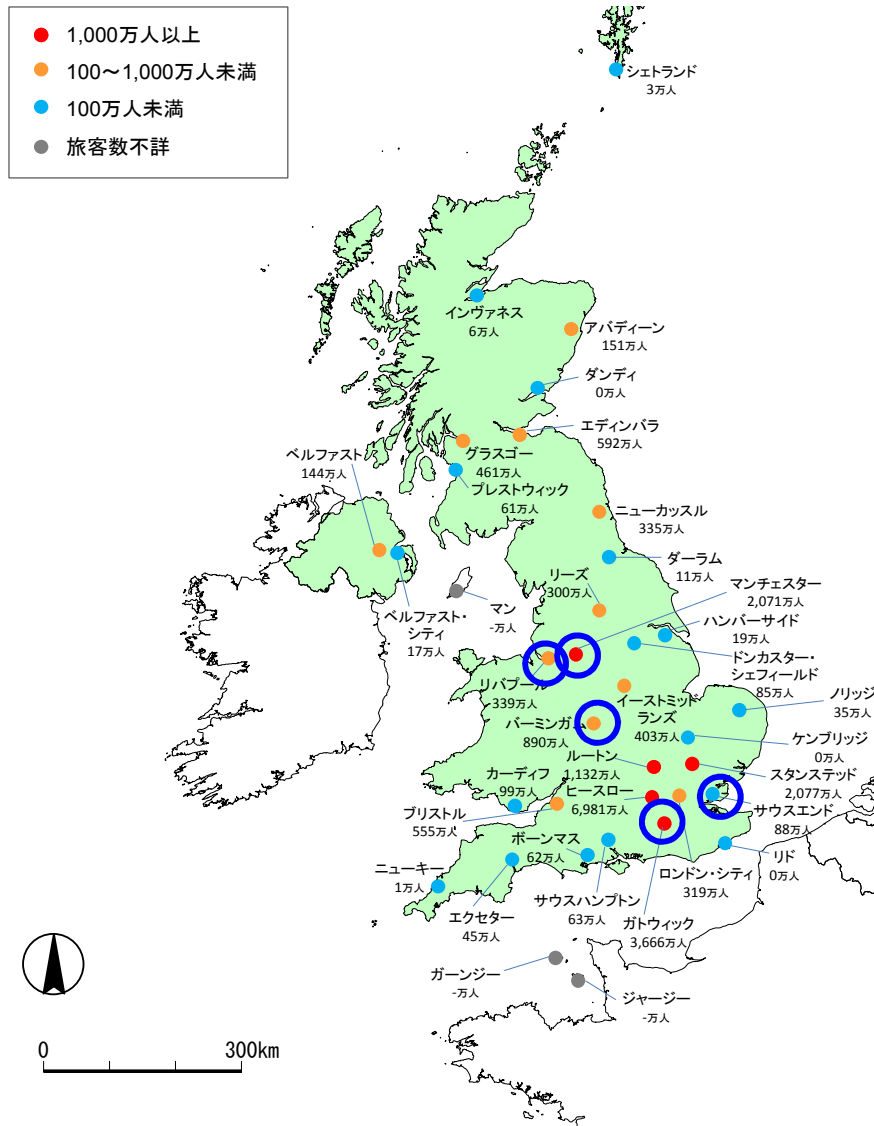 1,000万人以上
100～1,000万人未満
100万人未満
旅客数不詳
シェトランド
3万人
インヴァネス
6万人
アバディーン
151万人
ダンディ
0万人
エディンバラ
592万人
グラスゴー
461万人
プレストウィック
61万人
ベルファスト
144万人
ニューカッスル
335万人
ダーラム
11万人
リーズ
300万人
マンチェスター
2,071万人
マン
-万人
ベルファスト・
シティ
17万人
ハンバーサイド
19万人
ドンカスター・
シェフィールド
85万人
リバプール
339万人
イーストミッド
ランズ
403万人
ノリッジ
35万人
バーミンガム
890万人
ケンブリッジ
0万人
ルートン
1,132万人
スタンステッド
2,077万人
カーディフ
99万人
ヒースロー
6,981万人
サウスエンド
88万人
ブリストル
555万人
ボーンマス
62万人
リド
0万人
ロンドン・シティ
319万人
ニューキー
1万人
エクセター
45万人
サウスハンプトン
63万人
ガトウィック
3,666万人
ガーンジー
-万人
ジャージー
-万人
0
300km